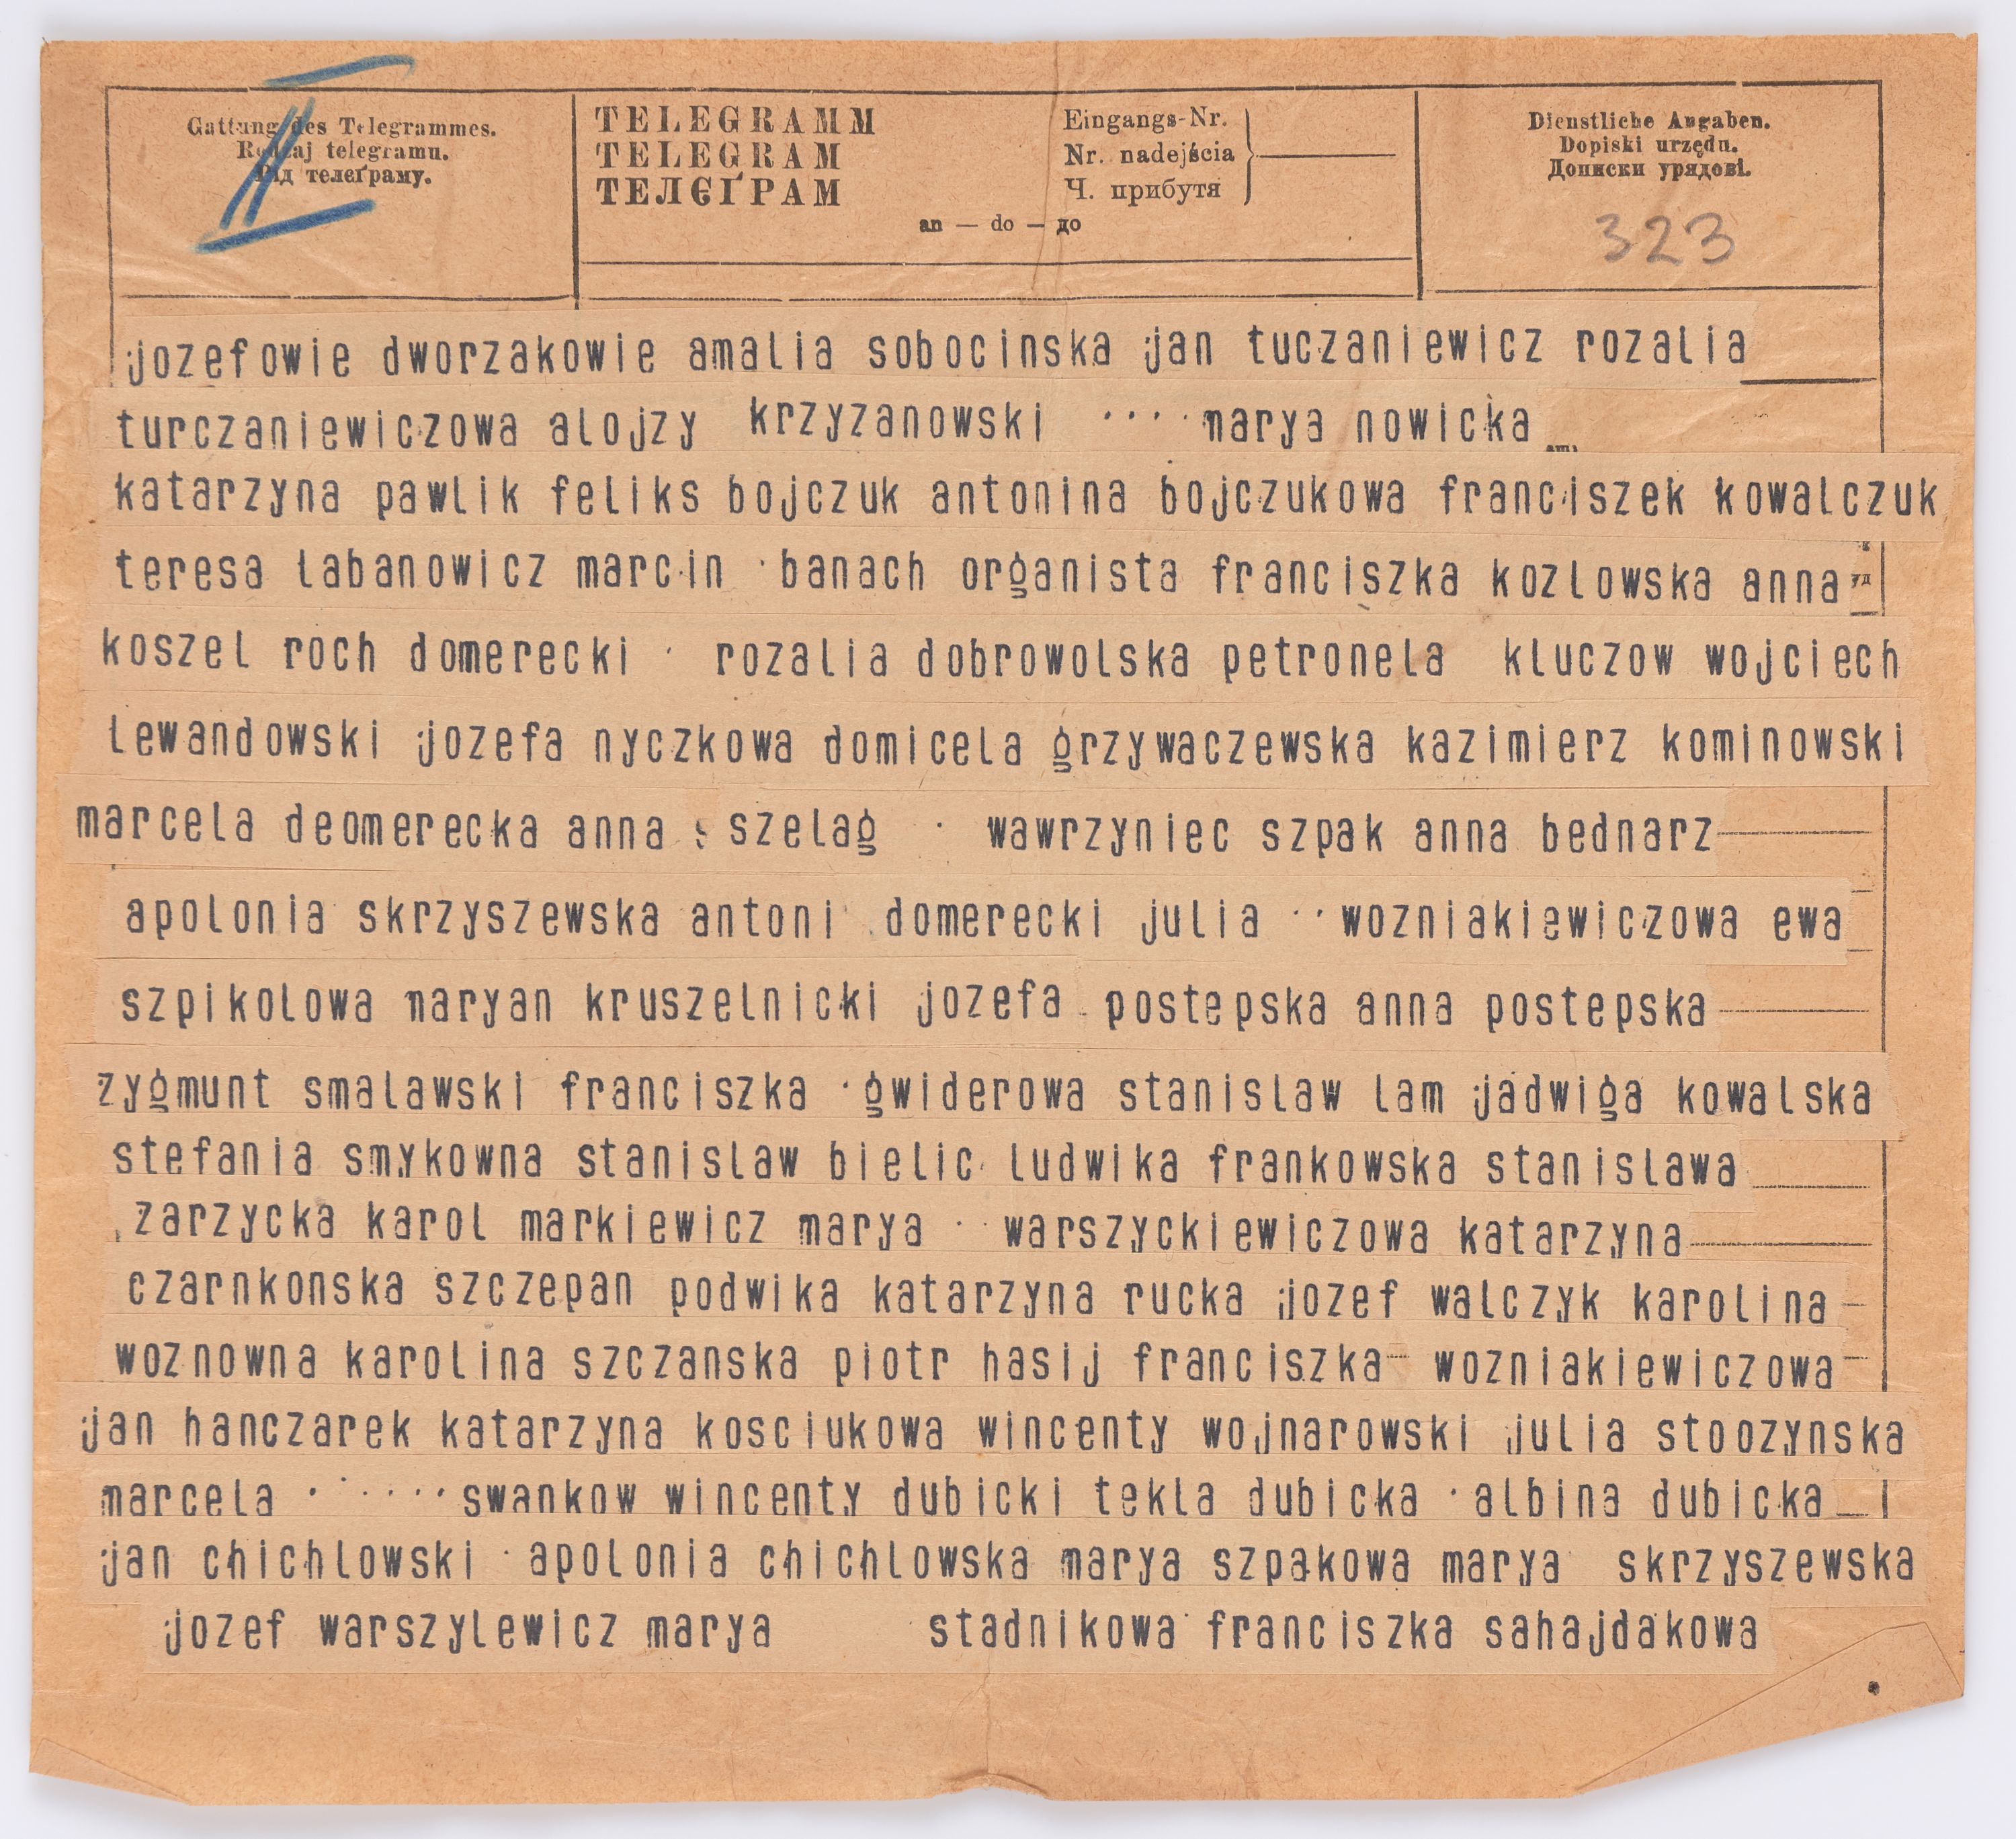 II
Gattung des Telegrammes.
Rodzaj telegramu.
Рід телеґраму.
TELEGRAMM
TELEGRAM
ТЕЛЄҐРАМ
Eingangs-Nr.
Nr. nadejścia
Ч. прибутя
an — do — до
Dienstliche Angaben.
Dopiski urzędu.
Дописки урядові.
323
jozefowie dworzakowie amalia sobocinska jan tuczaniewicz rozalia
turczaniewiczowa alojzy krzyzanowski .... marya nowicka
katarzyna pawlik feliks bojczuk antonina bojczukowa franciszek kowalczuk
teresa labanowicz marcin banach organista franciszka kozlowska anna
koszel roch domerecki rozalia dobrowolska petronela kluczow wojciech
lewandowski jozefa nyczkowa domicela grzywaczewska kazimierz kominowski
marcela deomerecka anna szelag wawrzyniec szpak anna bednarz
apolonia skrzyszewska antoni domerecki julia wozniakiewiczowa ewa
szpikolowa maryan kruszelnicki jozefa postepska anna postepska
zygmunt smalawski franciszka gwiderowa stanislaw lam jadwiga kowalska
stefania smykowna stanislaw bielic ludwika frankowska stanislawa
zarzycka karol markiewicz marya warszyckiewiczowa katarzyna
czarnkonska szczepan podwika katarzyna rucka jozef walczyk karolina
woznowna karolina szczanska piotr hasij franciszka wozniakiewiczowa
jan hanczarek katarzyna kosciukowa wincenty wojnarowski julia stoozynska
marcela ...... swankow wincenty dubicki tekla dubicka albina dubicka
jan chichlowski apolonia chichlowska marya szpakowa marya skrzyszewska
jozef warszylewicz marya stadnikowa franciszka sahajdakowa